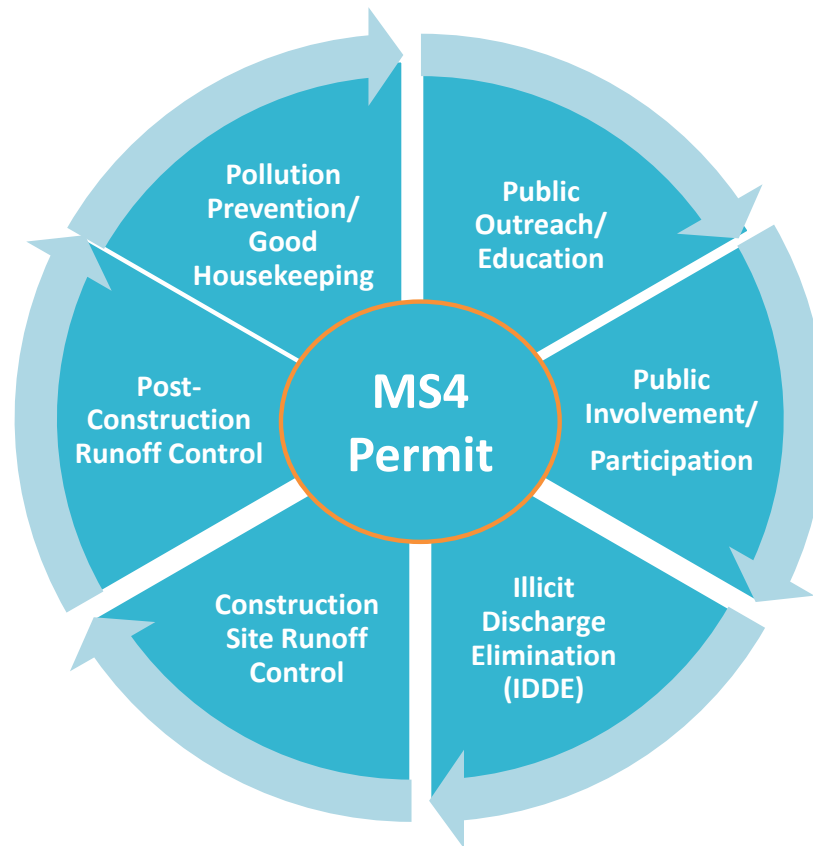 Pollution
Prevention/
Good
Housekeeping
Public
Outreach/
Education
Public
Involvement/
Participation
Illicit
Discharge
Elimination
(IDDE)
Construction
Site Runoff
Control
Post-
Construction
Runoff Control
MS4
Permit